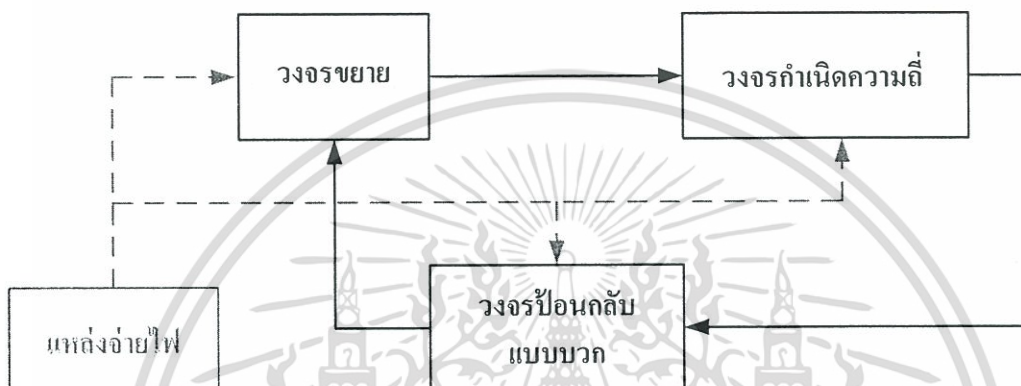 วงจรขยาย
วงจรกำเนิดความถี่
วงจรป้อนกลับ
แบบบวก
แหล่งจ่ายไฟ